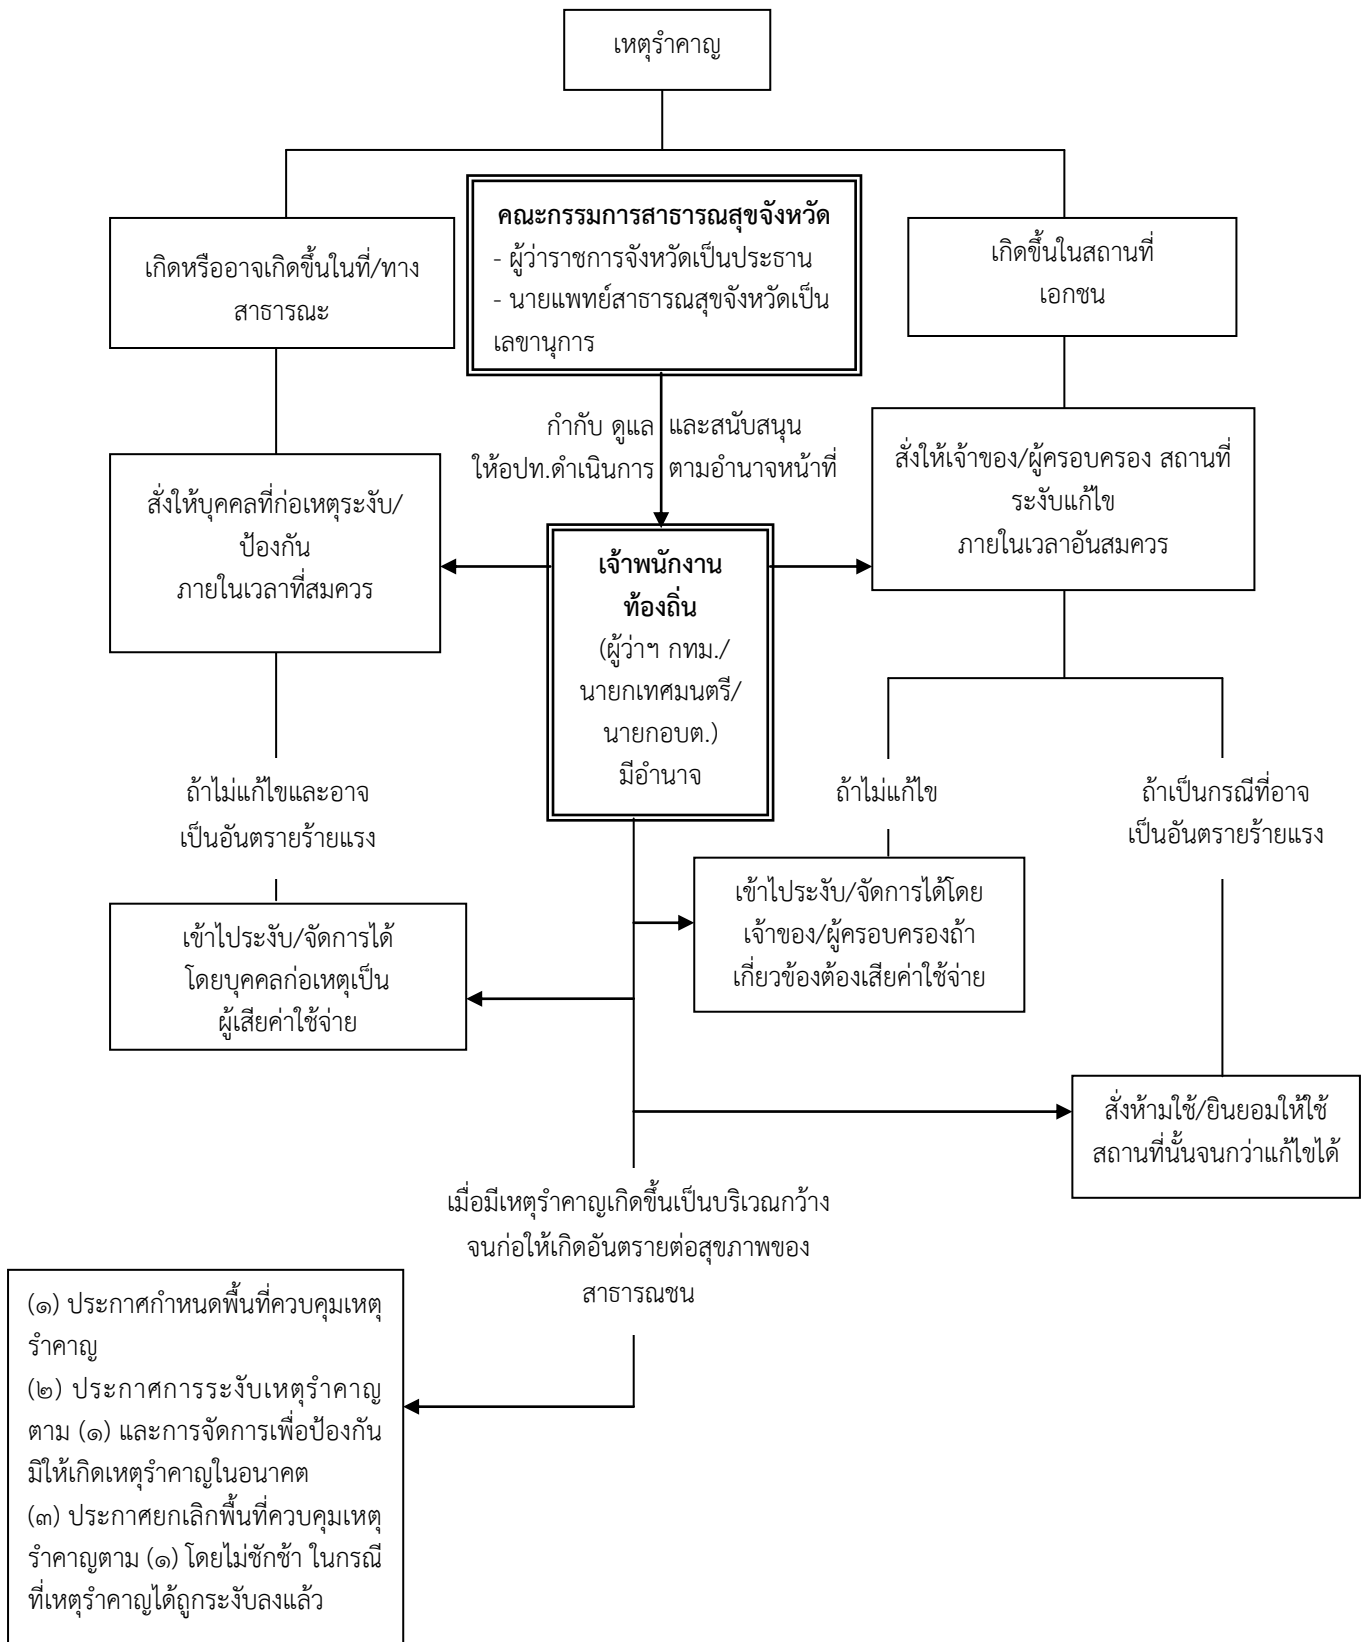 เหตุรำคาญ
คณะกรรมการสาธารณสุขจังหวัด
- ผู้ว่าราชการจังหวัดเป็นประธาน
- นายแพทย์สาธารณสุขจังหวัดเป็น
เลขานุการ
เกิดหรืออาจเกิดขึ้นในที่/ทาง
สาธารณะ
เกิดขึ้นในสถานที่
เอกชน
กำกับ ดูแล และสนับสนุน
ให้อปท.ดำเนินการ ตามอำนาจหน้าที่
สั่งให้บุคคลที่ก่อเหตุระงับ/
ป้องกัน
ภายในเวลาที่สมควร
เจ้าพนักงาน
ท้องถิ่น
(ผู้ว่าฯ กทม./
นายกเทศมนตรี/
นายกอบต.)
มีอำนาจ
สั่งให้เจ้าของ/ผู้ครอบครอง สถานที่
ระงับแก้ไข
ภายในเวลาอันสมควร
ถ้าไม่แก้ไขและอาจ
เป็นอันตรายร้ายแรง
ถ้าไม่แก้ไข
ถ้าเป็นกรณีที่อาจ
เป็นอันตรายร้ายแรง
เข้าไประงับ/จัดการได้
โดยบุคคลก่อเหตุเป็น
ผู้เสียค่าใช้จ่าย
เข้าไประงับ/จัดการได้โดย
เจ้าของ/ผู้ครอบครองถ้า
เกี่ยวข้องต้องเสียค่าใช้จ่าย
สั่งห้ามใช้/ยินยอมให้ใช้
สถานที่นั้นจนกว่าแก้ไขได้
เมื่อมีเหตุรำคาญเกิดขึ้นเป็นบริเวณกว้าง
จนก่อให้เกิดอันตรายต่อสุขภาพของ
สาธารณชน
(๑) ประกาศกำหนดพื้นที่ควบคุมเหตุ
รำคาญ
(๒) ประกาศการระงับเหตุรำคาญ
ตาม (๑) และการจัดการเพื่อป้องกัน
มิให้เกิดเหตุรำคาญในอนาคต
(๓) ประกาศยกเลิกพื้นที่ควบคุมเหตุ
รำคาญตาม (๑) โดยไม่ชักช้า ในกรณี
ที่เหตุรำคาญได้ถูกระงับลงแล้ว